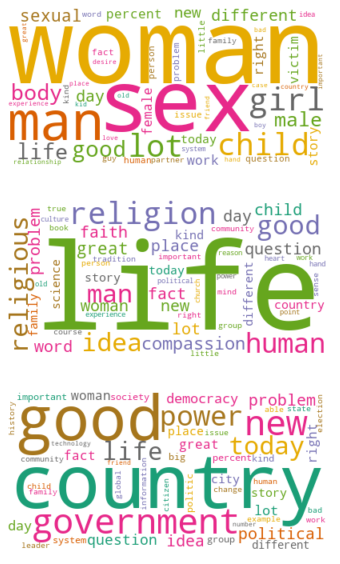 sexual word percent new different idea
great woman little family bad right victim important
fact desire person problem
body kind place day old sex case country girl
experience kid female issue friend boy male
man love good lot today system child story
life guy human partner work hand question
relationship
true religion day child
culture book faith kind community reason heart work good hand
religious problem person great place important question
tradition
old science story life today political church power mind different sense
family man fact country
woman experience new right point
course lot group
word idea compassion human
little
important woman society democracy problem
history good power able state new election
place issue right
community fact life great percent kind today
technology friend big
country information city human
child family global citizen politic change story
day government lot bad
number work political
leader system question idea group example different